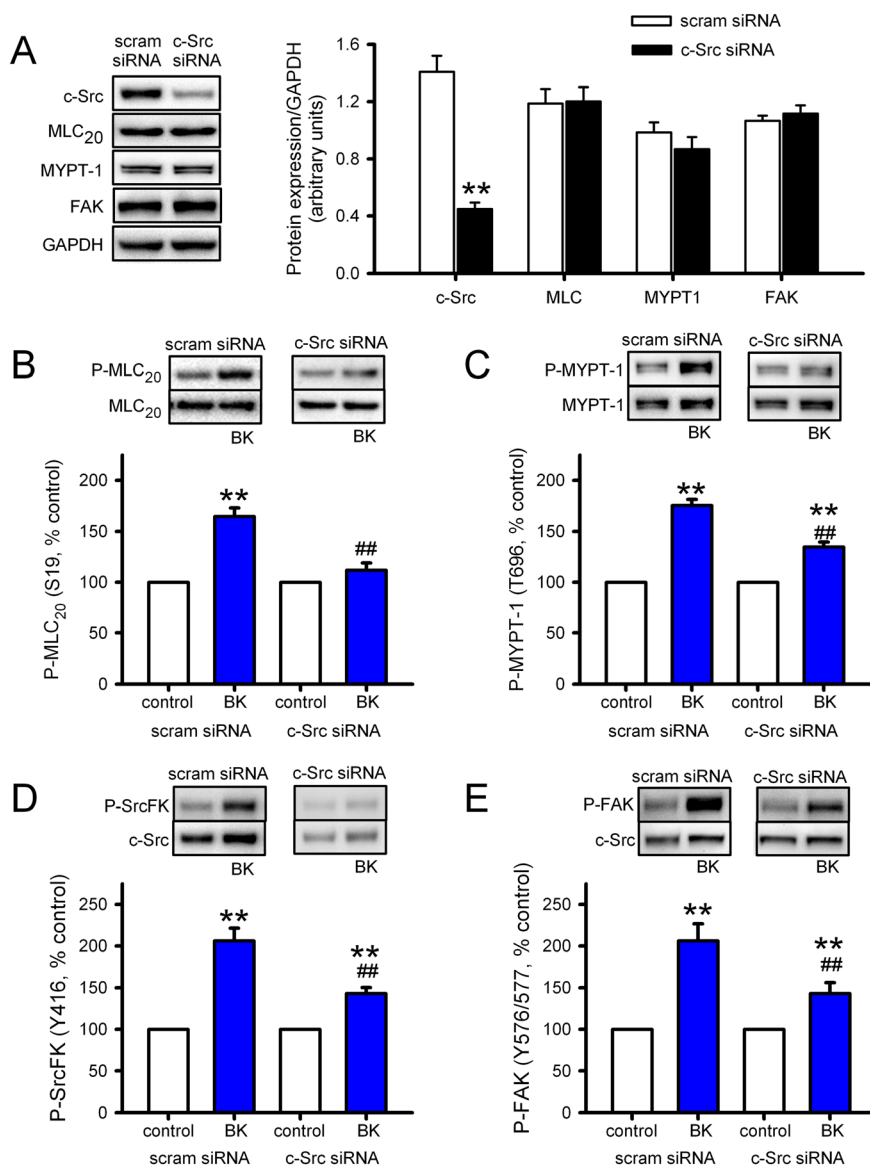 A
scram siRNA
c-Src siRNA
c-Src
MLC20
MYPT-1
FAK
GAPDH
scram siRNA
c-Src siRNA
Protein expression/GAPDH
(arbitrary units)
1.6
1.2
0.8
0.4
0.0
**
c-Src MLC MYPT1 FAK
B
scram siRNA c-Src siRNA
P-MLC20
MLC20
BK BK
P-MLC20 (S19, % control)
200
150
100
50
0
**
##
control BK control BK
scram siRNA c-Src siRNA
C
scram siRNA c-Src siRNA
P-MYPT-1
MYPT-1
BK BK
P-MYPT-1 (T696, % control)
200
150
100
50
0
**
**
##
control BK control BK
scram siRNA c-Src siRNA
D
scram siRNA c-Src siRNA
P-SrcFK
c-Src
BK BK
P-SrcFK (Y416, % control)
250
200
150
100
50
0
**
**
##
control BK control BK
scram siRNA c-Src siRNA
E
scram siRNA c-Src siRNA
P-FAK
c-Src
BK BK
P-FAK (Y576/577, % control)
250
200
150
100
50
0
**
**
##
control BK control BK
scram siRNA c-Src siRNA